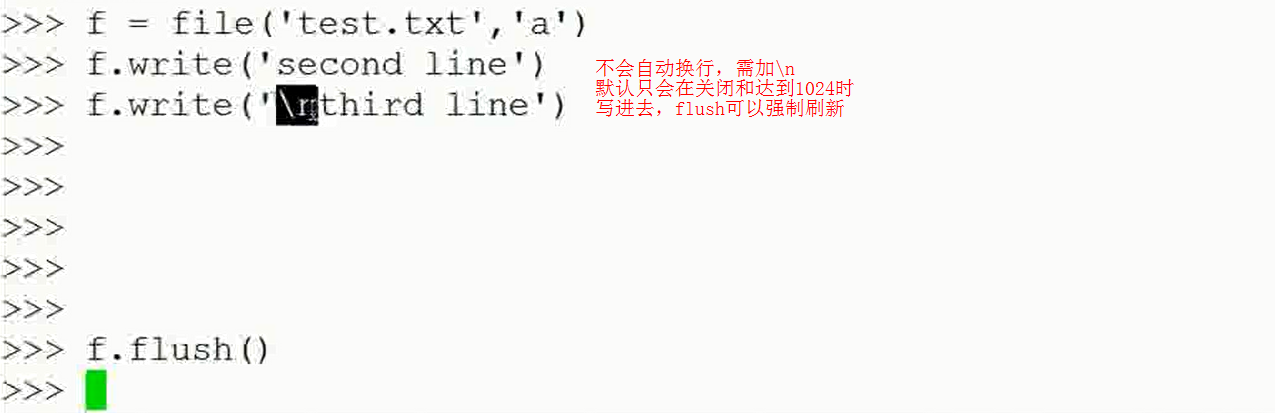 >>> f = file('test.txt','a')
>>> f.write('second line')
不会自动换行，需加\n
>>> f.write('\nthird line')
默认只会在关闭和达到1024时
写进去，flush可以强制刷新
>>>
>>>
>>>
>>>
>>>
>>> f.flush()
>>>